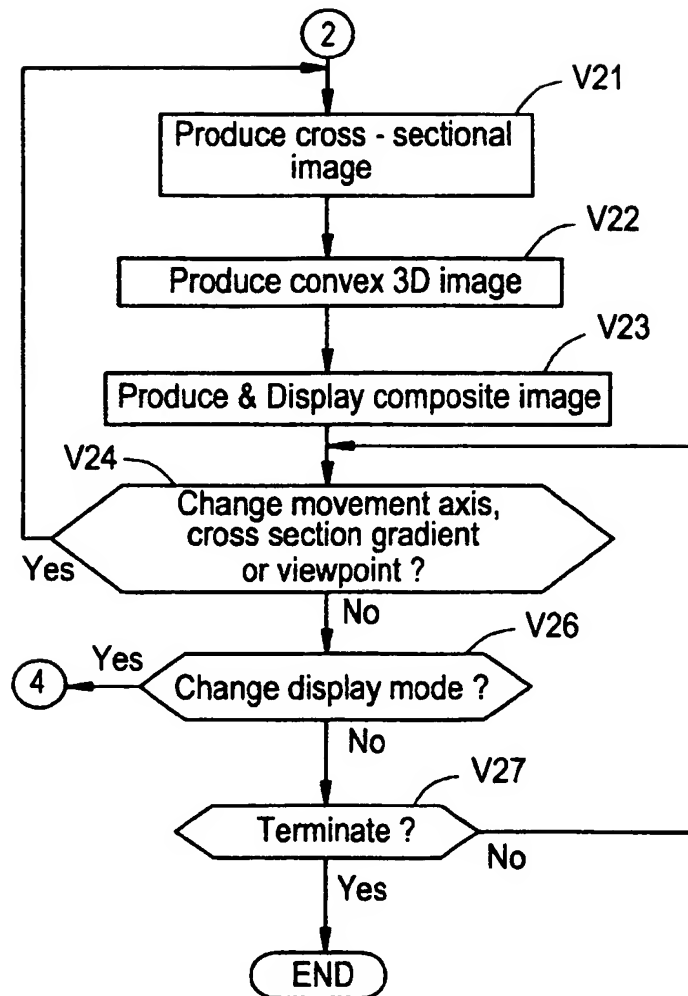 2
V21
Produce cross - sectional
image
V22
Produce convex 3D image
V23
Produce & Display composite image
V24
Change movement axis,
cross section gradient
or viewpoint ?
Yes
No
V26
Yes
4
Change display mode ?
No
V27
Terminate ?
No
Yes
END